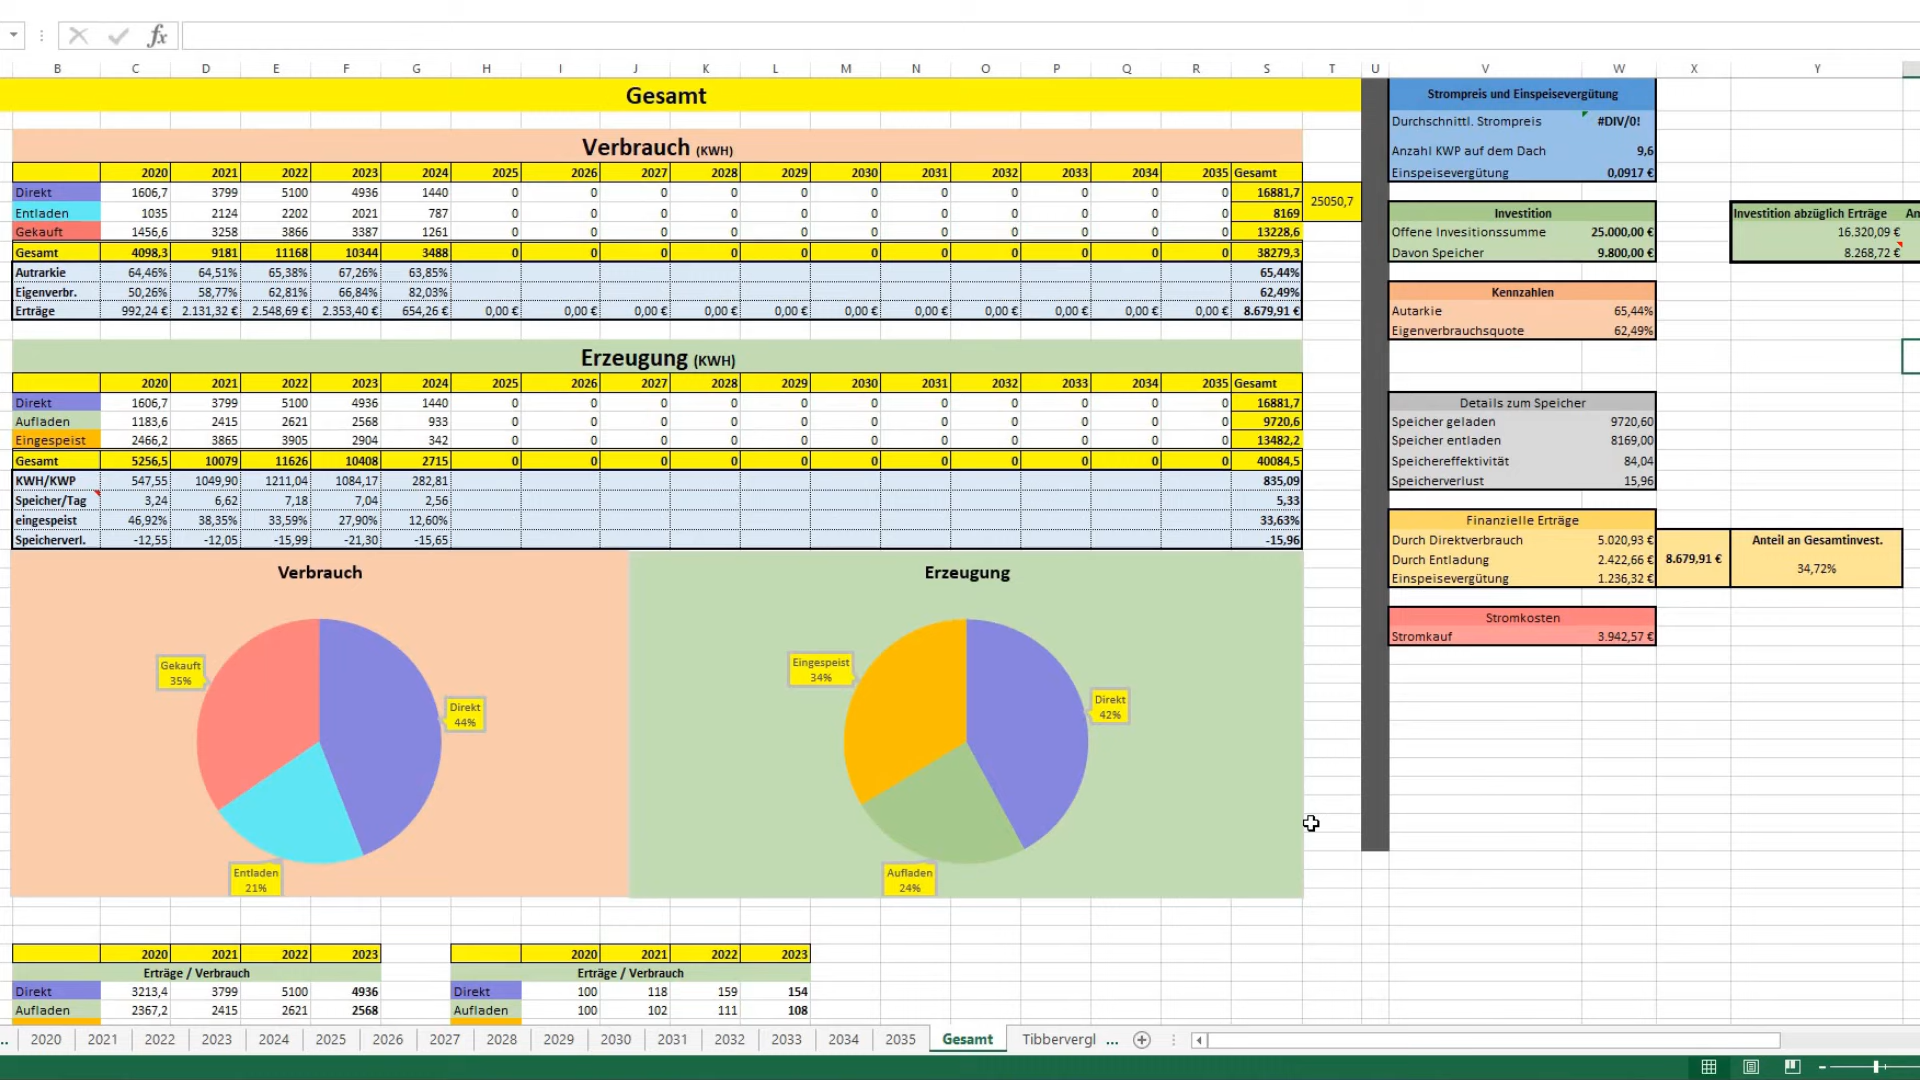 fx
B C D E F G H I J K L M N O P Q R S T U V W X Y
Gesamt
Verbrauch (KWH)
2020 2021 2022 2023 2024 2025 2026 2027 2028 2029 2030 2031 2032 2033 2034 2035 Gesamt
Direkt 1606,7 3799 5100 4936 1440 0 0 0 0 0 0 0 0 0 0 0 16881,7
25050,7
Entladen 1035 2124 2202 2021 787 0 0 0 0 0 0 0 0 0 0 0 8169
Gekauft 1456,6 3258 3866 3387 1261 0 0 0 0 0 0 0 0 0 0 0 13228,6
Gesamt 4098,3 9181 11168 10344 3488 0 0 0 0 0 0 0 0 0 0 0 38279,3
Autrarkie 64,46% 64,51% 65,38% 67,26% 63,85% 65,44%
Eigenverbr. 50,26% 58,77% 62,81% 66,84% 82,03% 62,49%
Erträge 992,24 € 2.131,32 € 2.548,69 € 2.353,40 € 654,26 € 0,00 € 0,00 € 0,00 € 0,00 € 0,00 € 0,00 € 0,00 € 0,00 € 0,00 € 0,00 € 0,00 € 8.679,91 €
Erzeugung (KWH)
2020 2021 2022 2023 2024 2025 2026 2027 2028 2029 2030 2031 2032 2033 2034 2035 Gesamt
Direkt 1606,7 3799 5100 4936 1440 0 0 0 0 0 0 0 0 0 0 0 16881,7
Aufladen 1183,6 2415 2621 2568 933 0 0 0 0 0 0 0 0 0 0 0 9720,6
Eingespeist 2466,2 3865 3905 2904 342 0 0 0 0 0 0 0 0 0 0 0 13482,2
Gesamt 5256,5 10079 11626 10408 2715 0 0 0 0 0 0 0 0 0 0 0 40084,5
KWH/KWP 547,55 1049,90 1211,04 1084,17 282,81 835,09
Speicher/Tag 3,24 6,62 7,18 7,04 2,56 5,33
eingespeist 46,92% 38,35% 33,59% 27,90% 12,60% 33,63%
Speicherverl. -12,55 -12,05 -15,99 -21,30 -15,65 -15,96
Verbrauch
Gekauft
35%
Direkt
44%
Entladen
21%
Erzeugung
Eingespeist
34%
Direkt
42%
Aufladen
24%
2020 2021 2022 2023
Erträge / Verbrauch
Direkt 3213,4 3799 5100 4936
Aufladen 2367,2 2415 2621 2568
2020 2021 2022 2023
Erträge / Verbrauch
Direkt 100 118 159 154
Aufladen 100 102 111 108
Strompreis und Einspeisevergütung
Durchschnittl. Strompreis #DIV/0!
Anzahl KWP auf dem Dach 9,6
Einspeisevergütung 0,0917 €
Investition
Offene Invesitionssumme 25.000,00 €
Davon Speicher 9.800,00 €
Investition abzüglich Erträge An
16.320,09 €
8.268,72 €
Kennzahlen
Autarkie 65,44%
Eigenverbrauchsquote 62,49%
Details zum Speicher
Speicher geladen 9720,60
Speicher entladen 8169,00
Speichereffektivität 84,04
Speicherverlust 15,96
Finanzielle Erträge
Durch Direktverbrauch 5.020,93 €
Durch Entladung 2.422,66 €
Einspeisevergütung 1.236,32 €
8.679,91 €
Anteil an Gesamtinvest.
34,72%
Stromkosten
Stromkauf 3.942,57 €
... 2020 2021 2022 2023 2024 2025 2026 2027 2028 2029 2030 2031 2032 2033 2034 2035 Gesamt Tibbervergl ...